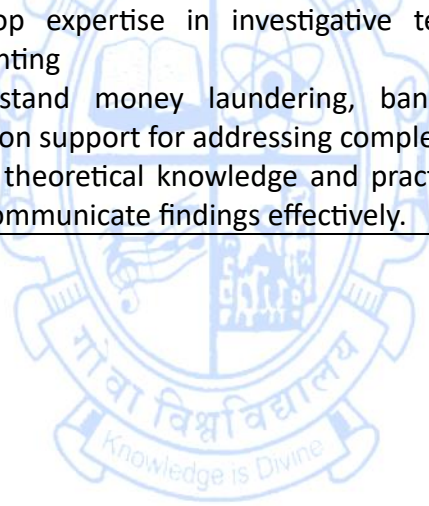 op expertise in investigative te
nting
stand money laundering, ban
on support for addressing comple
theoretical knowledge and pract
ommunicate findings effectively.
गोंवा विश्वविद्यालय
Knowledge is Divine